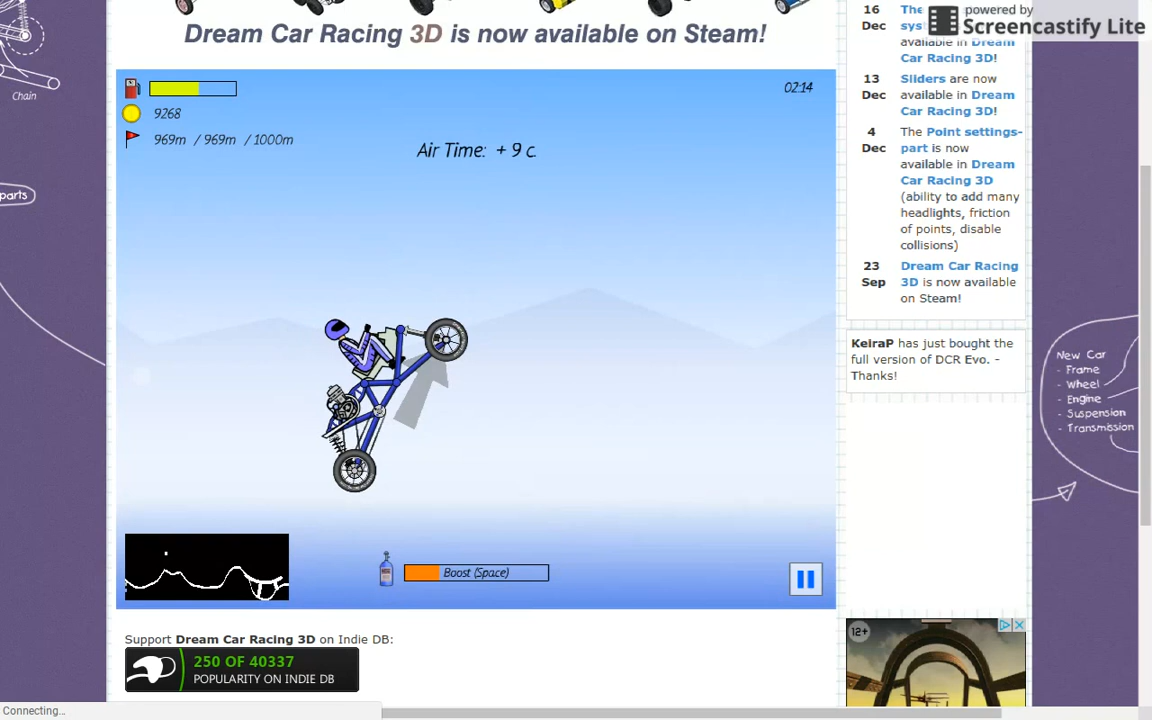 powered by
Screencastify Lite
Dream Car Racing 3D is now available on Steam!
Chain
parts
9268
969m / 969m / 1000m
02:14
Air Time: + 9 c.
Boost (Space)
Support Dream Car Racing 3D on Indie DB:
250 OF 40337
POPULARITY ON INDIE DB
Connecting...
16 The
Dec sys
available in Dream
Car Racing 3D!
13 Sliders are now
Dec available in Dream
Car Racing 3D!
4 The Point settings-
Dec part is now
available in Dream
Car Racing 3D
(ability to add many
headlights, friction
of points, disable
collisions)
23 Dream Car Racing
Sep 3D is now available
on Steam!
KeiraP has just bought the
full version of DCR Evo. -
Thanks!
12+
New Car
- Frame
- Wheel
- Engine
- Suspension
- Transmission